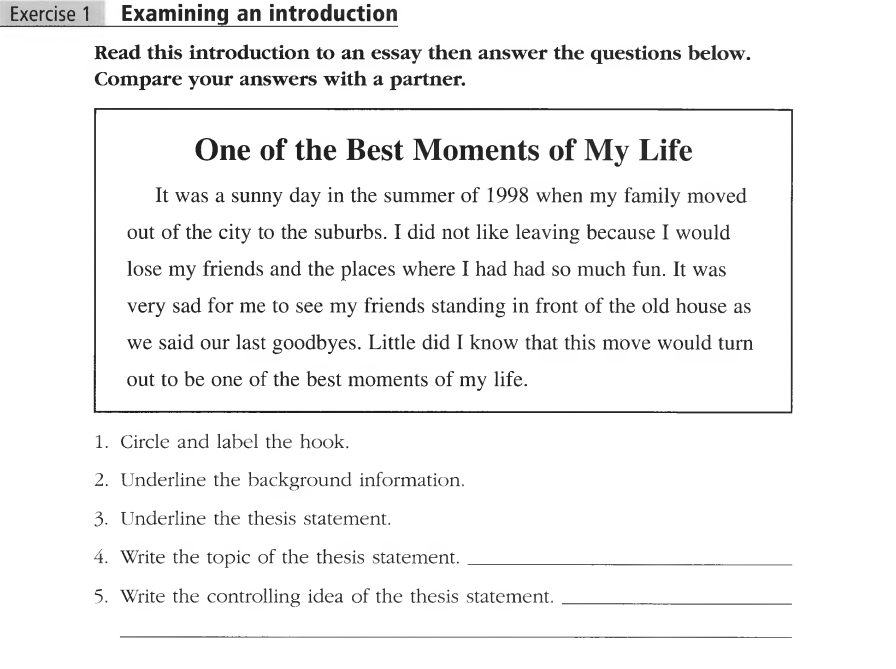 Exercise 1 Examining an introduction
Read this introduction to an essay then answer the questions below.
Compare your answers with a partner.
One of the Best Moments of My Life
It was a sunny day in the summer of 1998 when my family moved
out of the city to the suburbs. I did not like leaving because I would
lose my friends and the places where I had had so much fun. It was
very sad for me to see my friends standing in front of the old house as
we said our last goodbyes. Little did I know that this move would turn
out to be one of the best moments of my life.
1. Circle and label the hook.
2. Underline the background information.
3. Underline the thesis statement.
4. Write the topic of the thesis statement.
5. Write the controlling idea of the thesis statement.